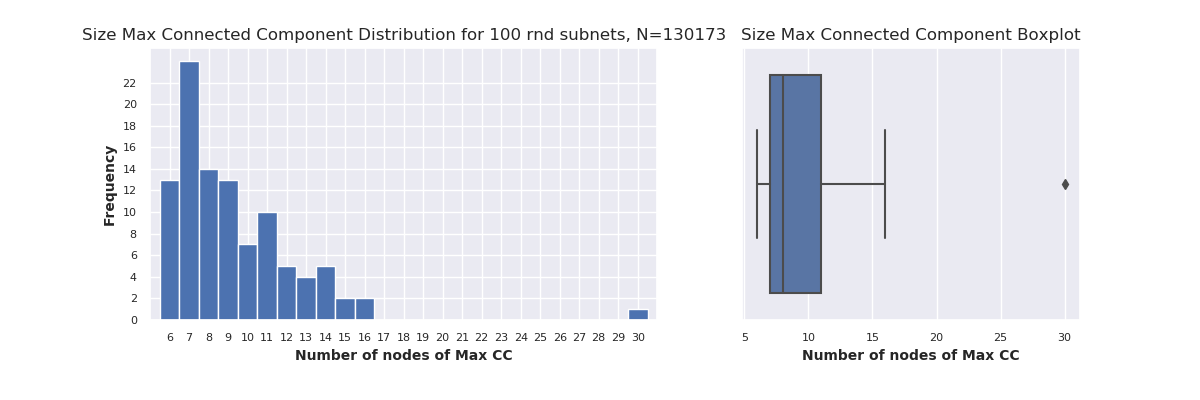 Size Max Connected Component Distribution for 100 rnd subnets, N=130173
Frequency
22
20
18
16
14
12
10
8
6
4
2
0
6 7 8 9 10 11 12 13 14 15 16 17 18 19 20 21 22 23 24 25 26 27 28 29 30
Number of nodes of Max CC
Size Max Connected Component Boxplot
5 10 15 20 25 30
Number of nodes of Max CC